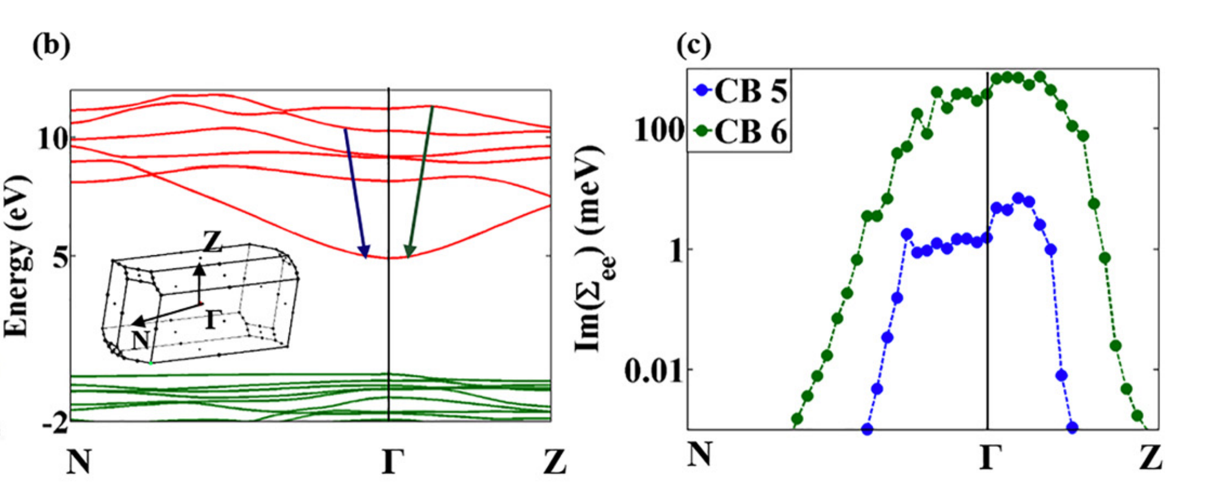 (b)
Energy (eV)
10
5
-2
Z
Γ
N
N
Γ
Z
(c)
CB 5
CB 6
Im(Σee) (meV)
100
1
0.01
N
Γ
Z